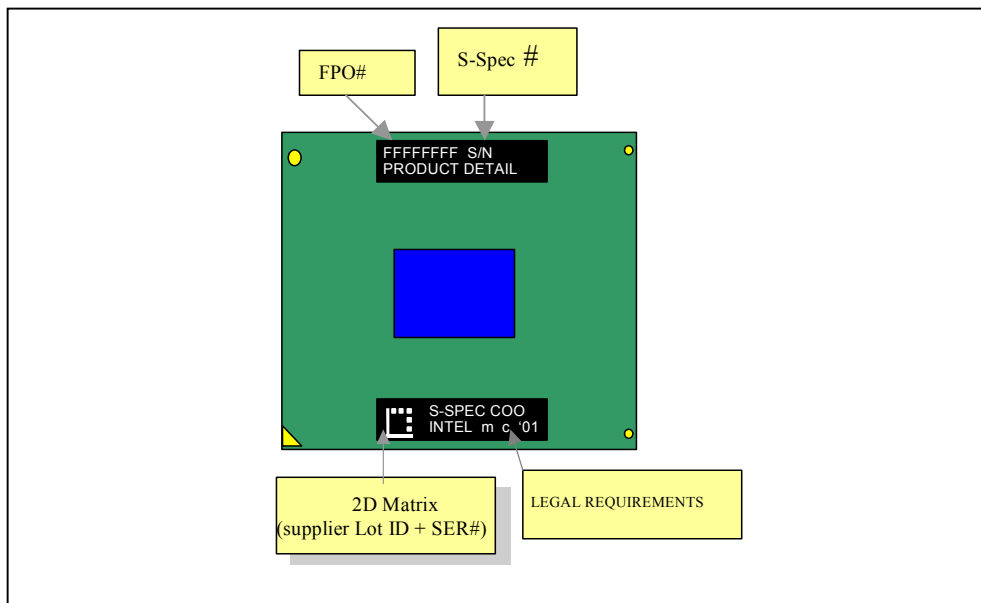 FPO#
S-Spec #
FFFFFFFF S/N
PRODUCT DETAIL
S-SPEC COO
INTEL m c '01
2D Matrix
(supplier Lot ID + SER#)
LEGAL REQUIREMENTS